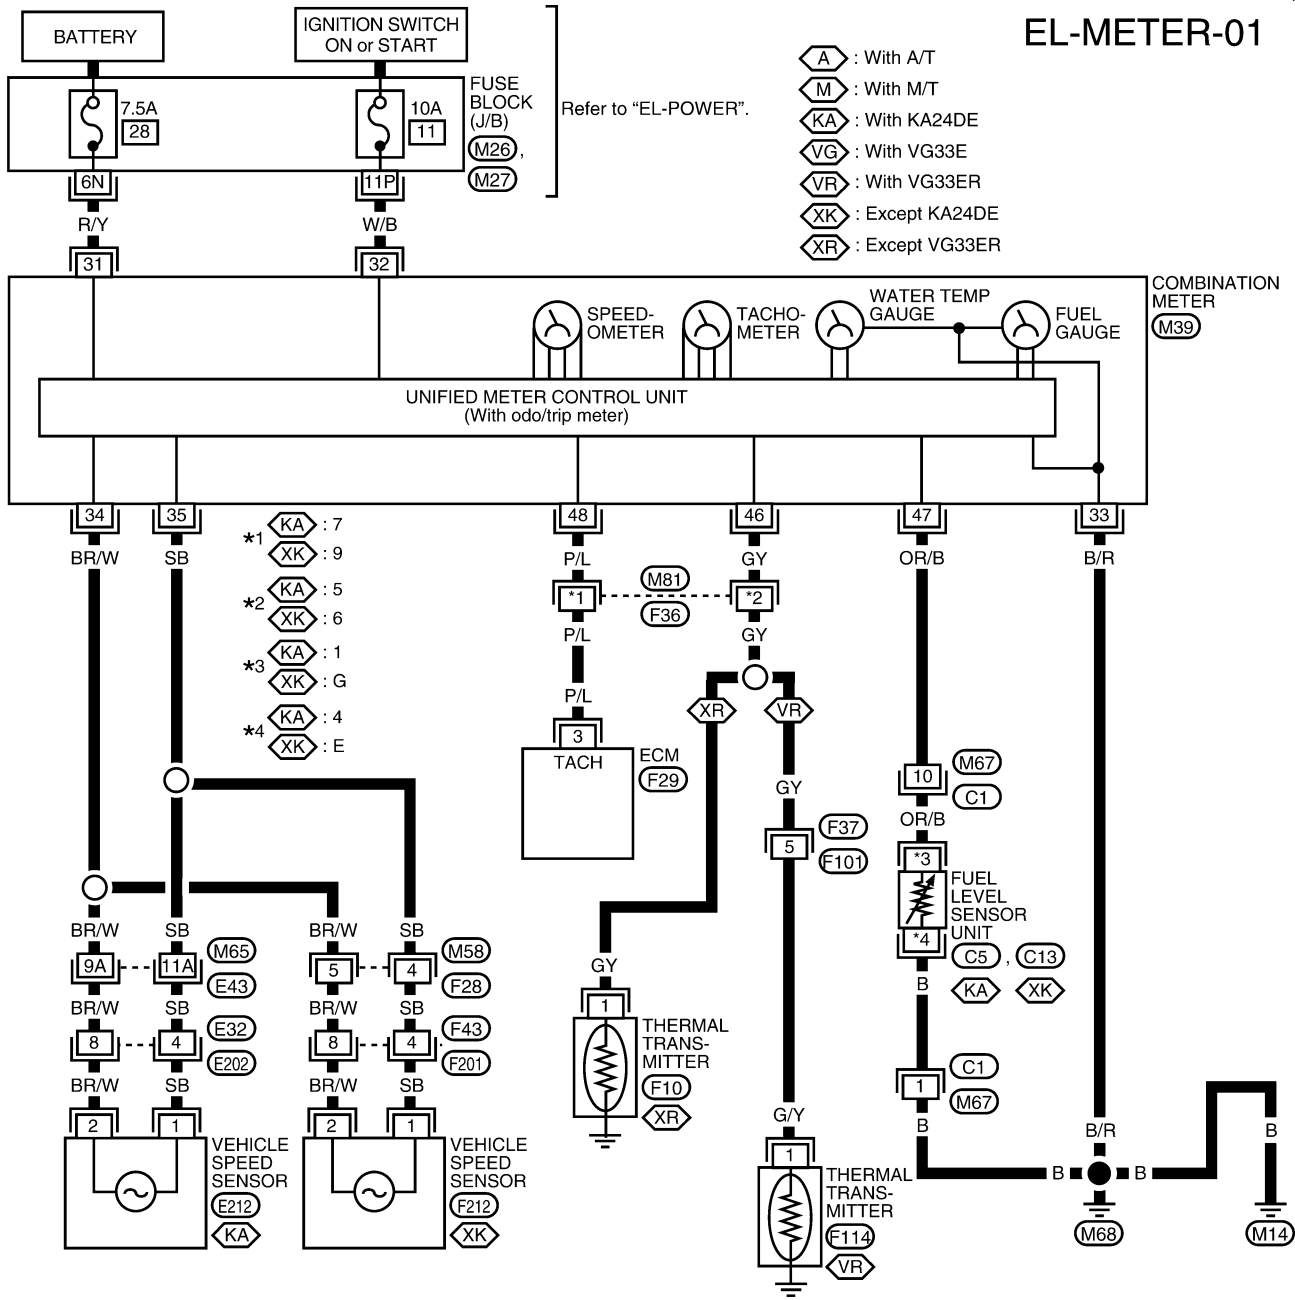 EL-METER-01
BATTERY
IGNITION SWITCH
ON or START
7.5A
28
10A
11
FUSE
BLOCK
(J/B)
M26 ,
M27
Refer to “EL-POWER”.
A : With A/T
M : With M/T
KA : With KA24DE
VG : With VG33E
VR : With VG33ER
XK : Except KA24DE
XR : Except VG33ER
6N
11P
R/Y
W/B
31
32
COMBINATION
METER
M39
SPEED-
OMETER
TACHO-
METER
WATER TEMP
GAUGE
FUEL
GAUGE
UNIFIED METER CONTROL UNIT
(With odo/trip meter)
34
35
48
46
47
33
BR/W
SB
P/L
GY
OR/B
B/R
*1
KA : 7
XK : 9
*2
KA : 5
XK : 6
*3
KA : 1
XK : G
*4
KA : 4
XK : E
*1
M81
F36
*2
P/L
GY
P/L
XR
VR
3
TACH
ECM
F29
GY
5
F37
F101
10
M67
C1
OR/B
*3
FUEL
LEVEL
SENSOR
UNIT
*4
C5 , C13
KA
XK
B
1
C1
M67
B
BR/W
SB
BR/W
SB
9A
11A
M65
E43
5
4
M58
F28
BR/W
SB
BR/W
SB
8
4
E32
E202
8
4
F43
F201
BR/W
SB
BR/W
SB
2
1
2
1
VEHICLE
SPEED
SENSOR
E212
KA
VEHICLE
SPEED
SENSOR
F212
XK
GY
1
THERMAL
TRANS-
MITTER
F10
XR
G/Y
1
THERMAL
TRANS-
MITTER
F114
VR
B/R
B
B
B
M68
M14